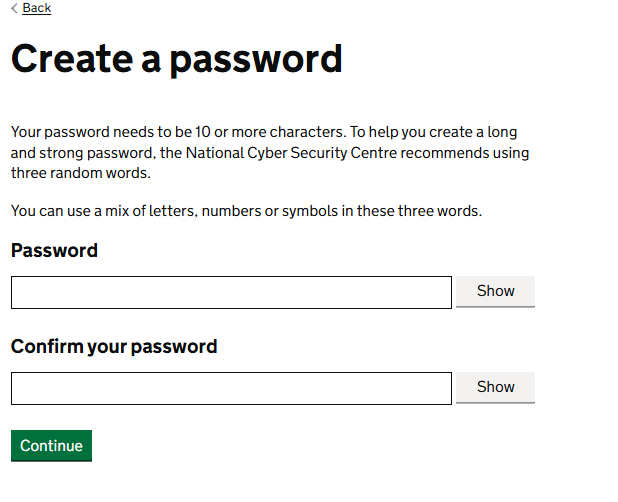 Back
Create a password
Your password needs to be 10 or more characters. To help you create a long
and strong password, the National Cyber Security Centre recommends using
three random words.
You can use a mix of letters, numbers or symbols in these three words.
Password
Show
Confirm your password
Show
Continue